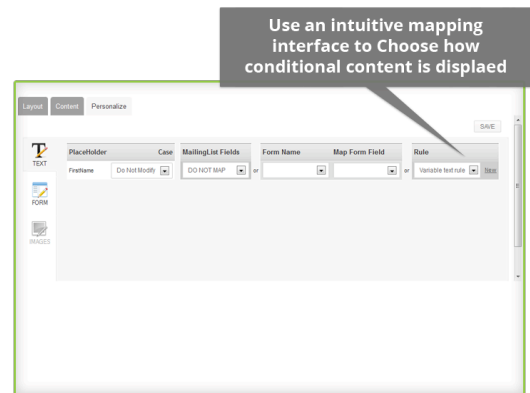 Use an intuitive mapping
interface to Choose how
conditional content is displaed
Layout Content Personalize
SAVE
TEXT
FORM
IMAGES
PlaceHolder Case MailingList Fields Form Name Map Form Field Rule
FirstName Do Not Modify DO NOT MAP or or Variable text rule New